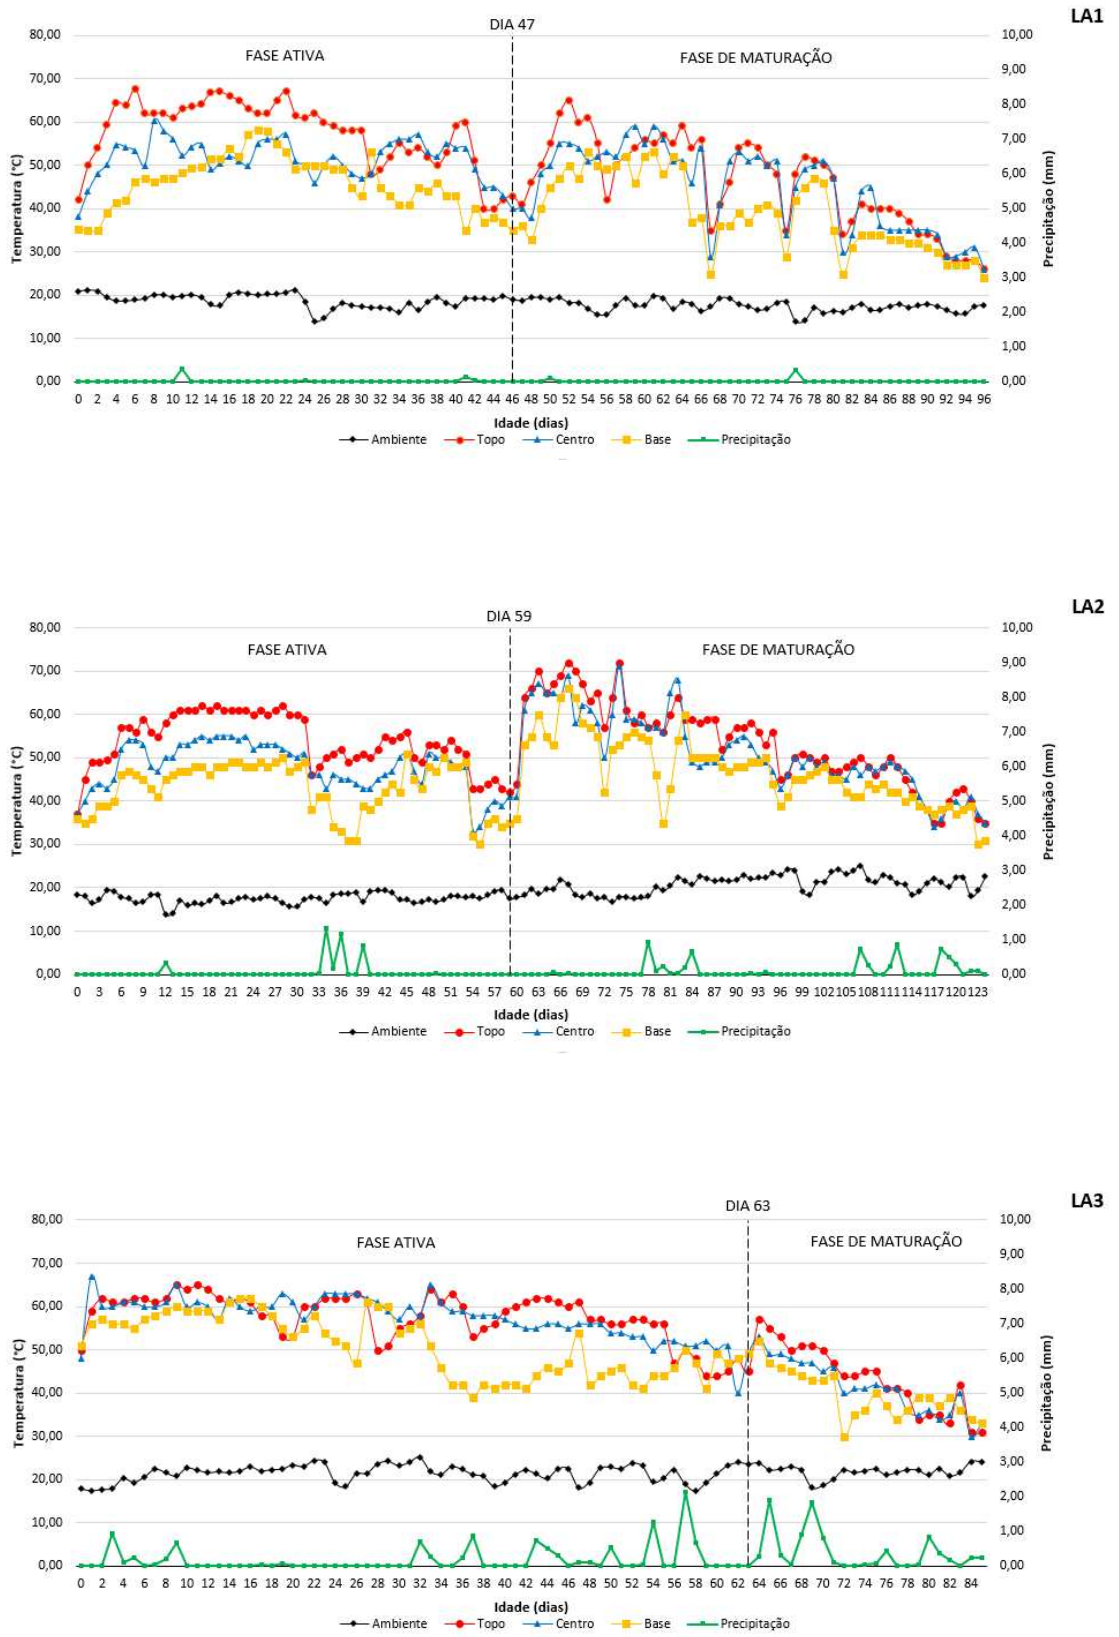 LA1
DIA 47
FASE ATIVA
FASE DE MATURAÇÃO
Temperatura (°C)
80,00
70,00
60,00
50,00
40,00
30,00
20,00
10,00
0,00
10,00
9,00
8,00
7,00
6,00
5,00
4,00
3,00
2,00
1,00
0,00
Precipitação (mm)
0 2 4 6 8 10 12 14 16 18 20 22 24 26 28 30 32 34 36 38 40 42 44 46 48 50 52 54 56 58 60 62 64 66 68 70 72 74 76 78 80 82 84 86 88 90 92 94 96
Idade (dias)
Ambiente Topo Centro Base Precipitação
LA2
DIA 59
FASE ATIVA
FASE DE MATURAÇÃO
Temperatura (°C)
80,00
70,00
60,00
50,00
40,00
30,00
20,00
10,00
0,00
10,00
9,00
8,00
7,00
6,00
5,00
4,00
3,00
2,00
1,00
0,00
Precipitação (mm)
0 3 6 9 12 15 18 21 24 27 30 33 36 39 42 45 48 51 54 57 60 63 66 69 72 75 78 81 84 87 90 93 96 99 102 105 108 111 114 117 120 123
Idade (dias)
Ambiente Topo Centro Base Precipitação
LA3
DIA 63
FASE ATIVA
FASE DE MATURAÇÃO
Temperatura (°C)
80,00
70,00
60,00
50,00
40,00
30,00
20,00
10,00
0,00
10,00
9,00
8,00
7,00
6,00
5,00
4,00
3,00
2,00
1,00
0,00
Precipitação (mm)
0 2 4 6 8 10 12 14 16 18 20 22 24 26 28 30 32 34 36 38 40 42 44 46 48 50 52 54 56 58 60 62 64 66 68 70 72 74 76 78 80 82 84
Idade (dias)
Ambiente Topo Centro Base Precipitação